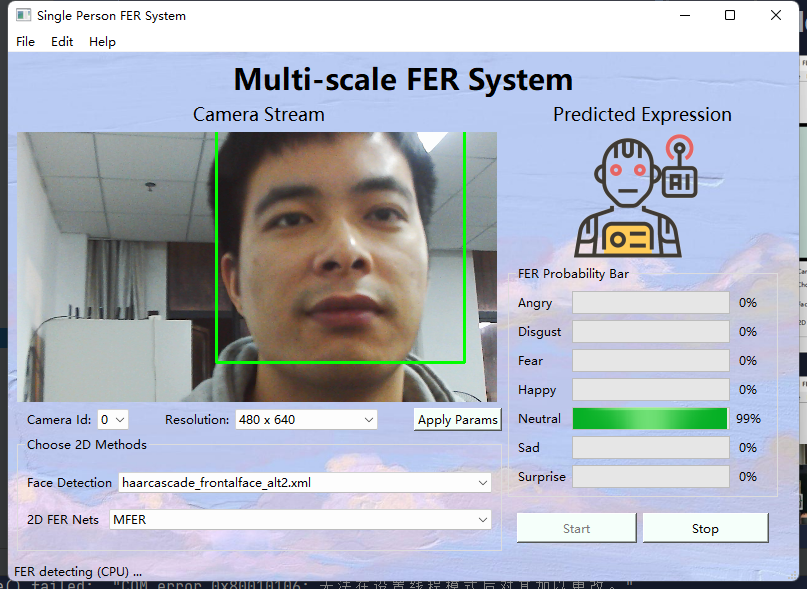 Single Person FER System
File Edit Help
Multi-scale FER System
Camera Stream
Predicted Expression
AI
FER Probability Bar
Angry 0%
Disgust 0%
Fear 0%
Happy 0%
Neutral 99%
Sad 0%
Surprise 0%
Camera Id: 0 Resolution: 480 x 640 Apply Params
Choose 2D Methods
Face Detection haarcascade_frontalface_alt2.xml
2D FER Nets MFER
Start Stop
FER detecting (CPU) ...
failed: "COM error 0x80010106: 无法在设置线程模式后对其加以更改。"